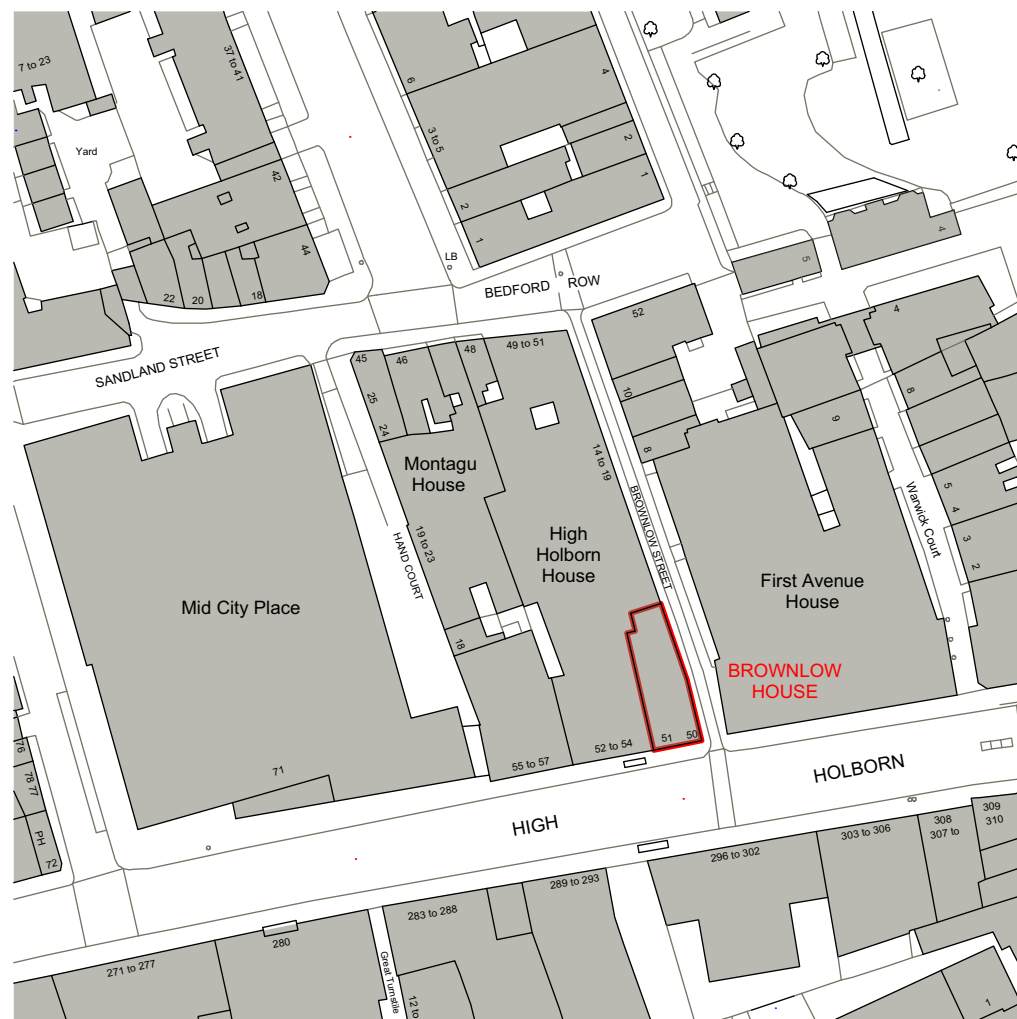 7 to 23
37 to 41
6
4
3 to 5
2
1
2
1
Yard
42
44
22
20
18
LB
BEDFORD
ROW
5
4
52
4
SANDLAND STREET
45
46
48
49 to 51
25
24
10
8
9
8
Montagu
House
14 to 19
BROWNLOW STREET
5
4
3
2
Warwick Court
19 to 23
HAND COURT
High
Holborn
House
First Avenue
House
Mid City Place
18
BROWNLOW
HOUSE
51
50
52 to 54
55 to 57
71
76
78 77
PH
72
HOLBORN
HIGH
309
310
308
307 to
303 to 306
296 to 302
289 to 293
283 to 288
280
271 to 277
Great Turnstile
12 to
1